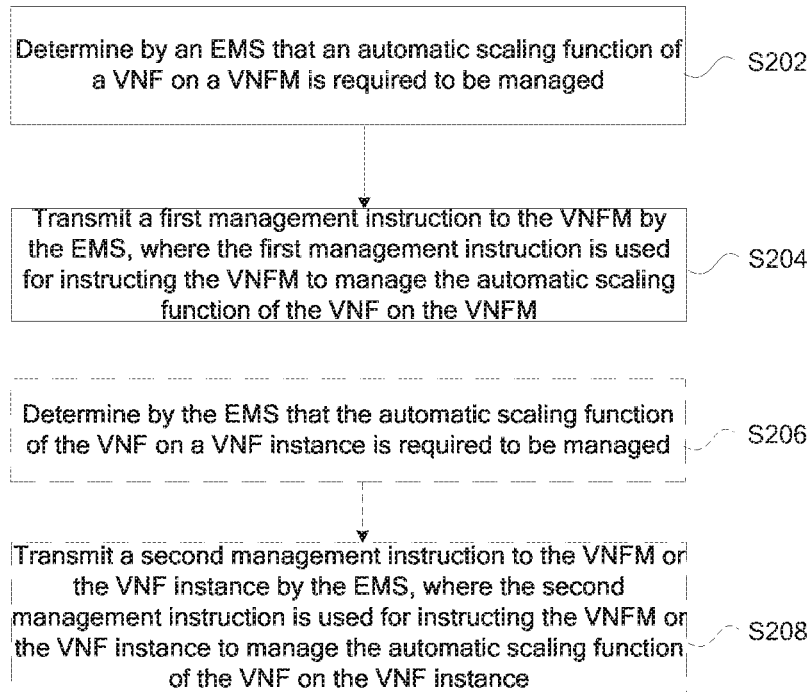 Determine by an EMS that an automatic scaling function of
a VNF on a VNFM is required to be managed
S202
Transmit a first management instruction to the VNFM by
the EMS, where the first management instruction is used
for instructing the VNFM to manage the automatic scaling
function of the VNF on the VNFM
S204
Determine by the EMS that the automatic scaling function
of the VNF on a VNF instance is required to be managed
S206
Transmit a second management instruction to the VNFM or
the VNF instance by the EMS, where the second
management instruction is used for instructing the VNFM or
the VNF instance to manage the automatic scaling function
of the VNF on the VNF instance
S208